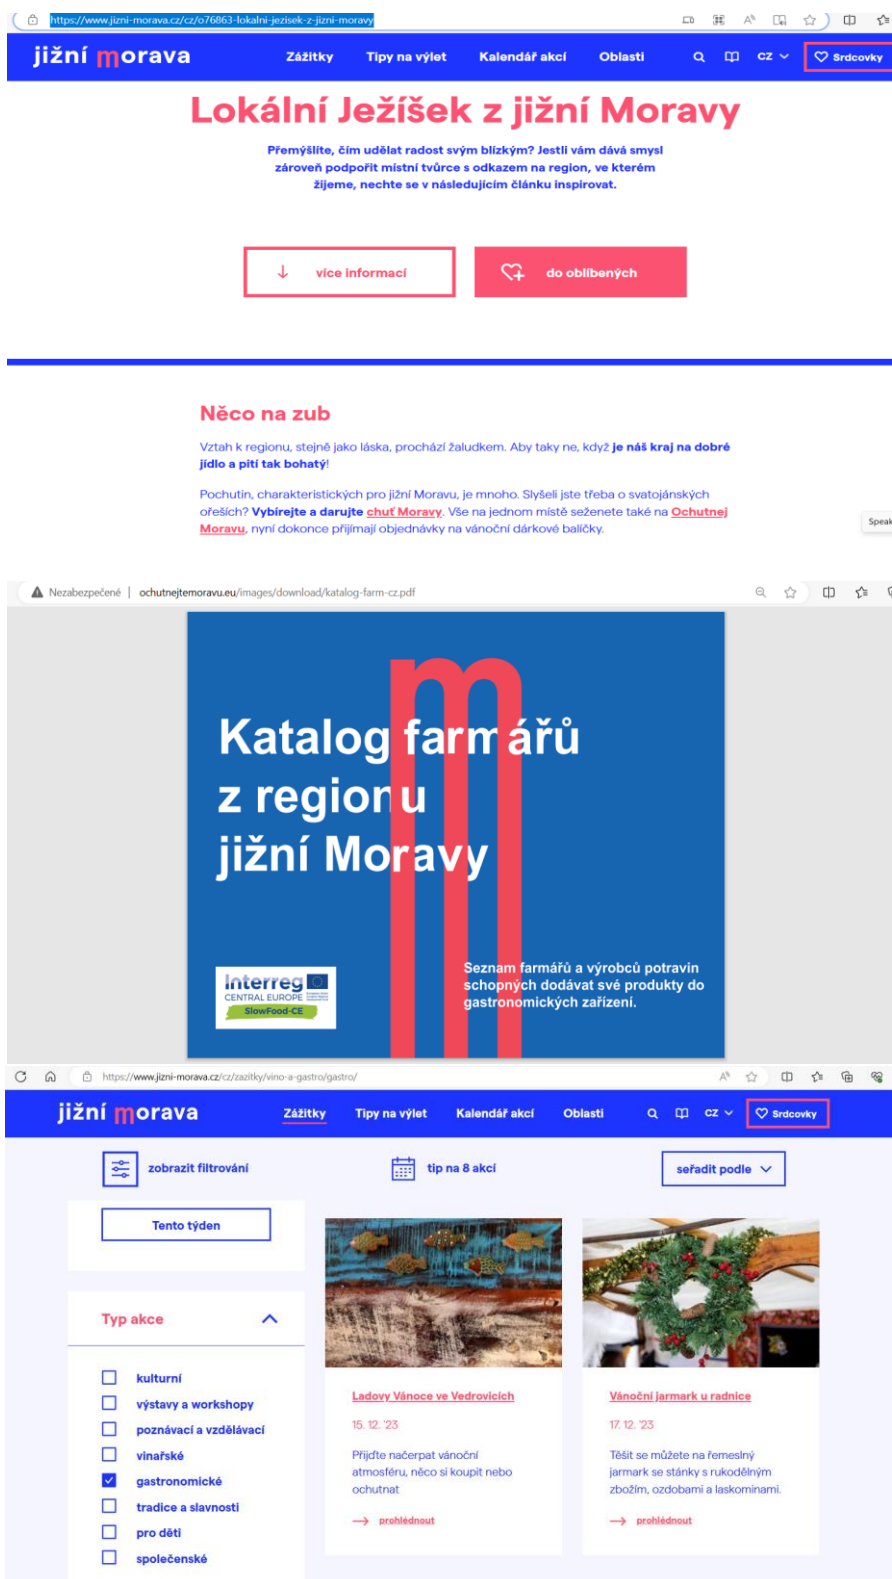 https://www.jizni-morava.cz/cz/o76863-lokalni-jezisek-z-jizni-moravy
jižní morava Zážitky Tipy na výlet Kalendář akcí Oblasti CZ Srdcovky
Lokální Ježíšek z jižní Moravy
Přemýšlíte, čím udělat radost svým blízkým? Jestli vám dává smysl
zároveň podpořit místní tvůrce s odkazem na region, ve kterém
žijeme, nechte se v následujícím článku inspirovat.
více informací do oblíbených
Něco na zub
Vztah k regionu, stejně jako láska, prochází žaludkem. Aby taky ne, když je náš kraj na dobré
jídlo a pití tak bohatý!
Pochutin, charakteristických pro jižní Moravu, je mnoho. Slyšeli jste třeba o svatojánských
ořeších? Vybírejte a darujte chuť Moravy. Vše na jednom místě seženete také na Ochutnej
Moravu, nyní dokonce přijímají objednávky na vánoční dárkové balíčky.
Speak
Nezabezpečené | ochutnejtemoravu.eu/images/download/katalog-farm-cz.pdf
Katalog farmářů
z regionu
jižní Moravy
Interreg
CENTRAL EUROPE
SlowFood-CE
Seznam farmářů a výrobců potravin
schopných dodávat své produkty do
gastronomických zařízení.
https://www.jizni-morava.cz/cz/zazitky/vino-a-gastro/gastro/
jižní morava Zážitky Tipy na výlet Kalendář akcí Oblasti CZ Srdcovky
zobrazit filtrování tip na 8 akcí seřadit podle
Tento týden
Typ akce
kulturní
výstavy a workshopy
poznávací a vzdělávací
vinařské
gastronomické
tradice a slavnosti
pro děti
společenské
Ladovy Vánoce ve Vedrovicích
15. 12. '23
Přijďte načerpat vánoční
atmosféru, něco si koupit nebo
ochutnat
prohlédnout
Vánoční jarmark u radnice
17. 12. '23
Těšit se můžete na řemeslný
jarmark se stánky s rukodělným
zbožím, ozdobami a laskominami.
prohlédnout